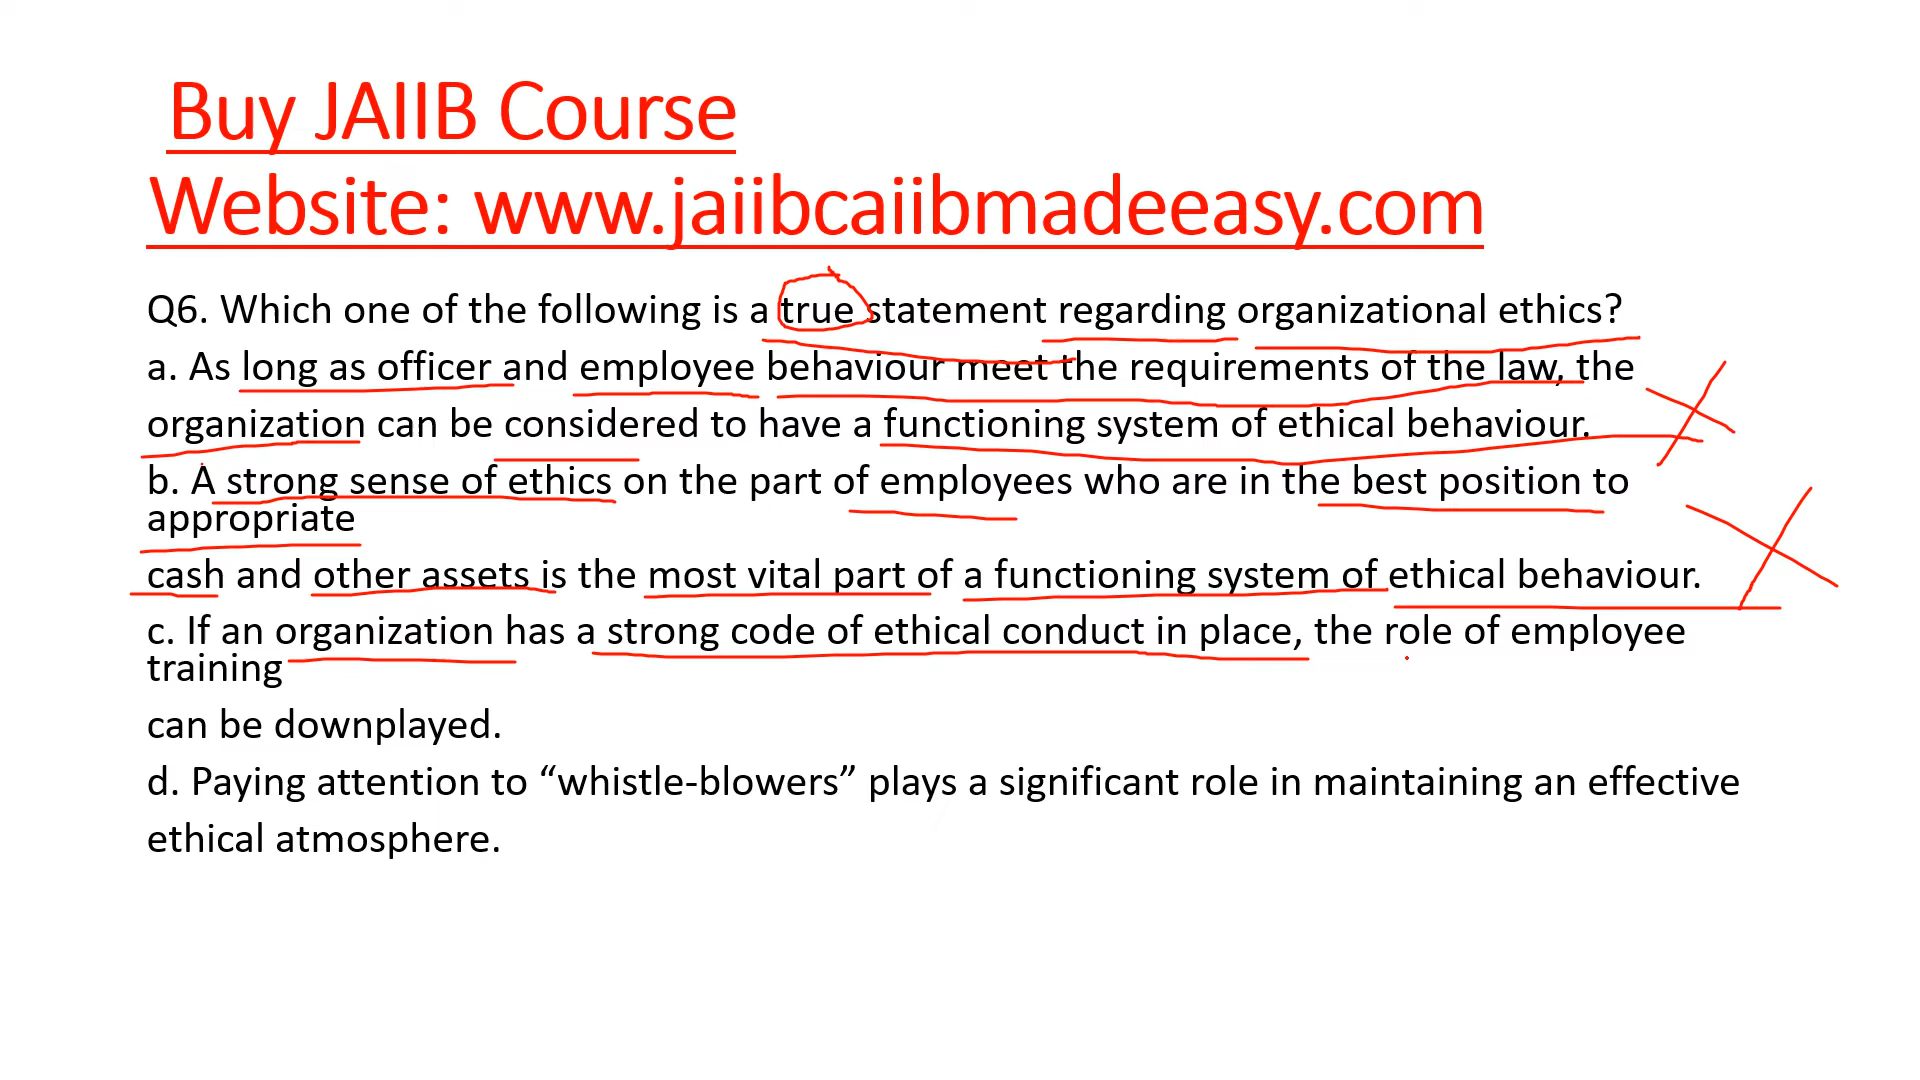 Buy JAIIB Course
Website: www.jaiibcaiibmadeeasy.com
Q6. Which one of the following is a true statement regarding organizational ethics?
a. As long as officer and employee behaviour meet the requirements of the law, the
organization can be considered to have a functioning system of ethical behaviour.
b. A strong sense of ethics on the part of employees who are in the best position to
appropriate
cash and other assets is the most vital part of a functioning system of ethical behaviour.
c. If an organization has a strong code of ethical conduct in place, the role of employee
training
can be downplayed.
d. Paying attention to “whistle-blowers” plays a significant role in maintaining an effective
ethical atmosphere.